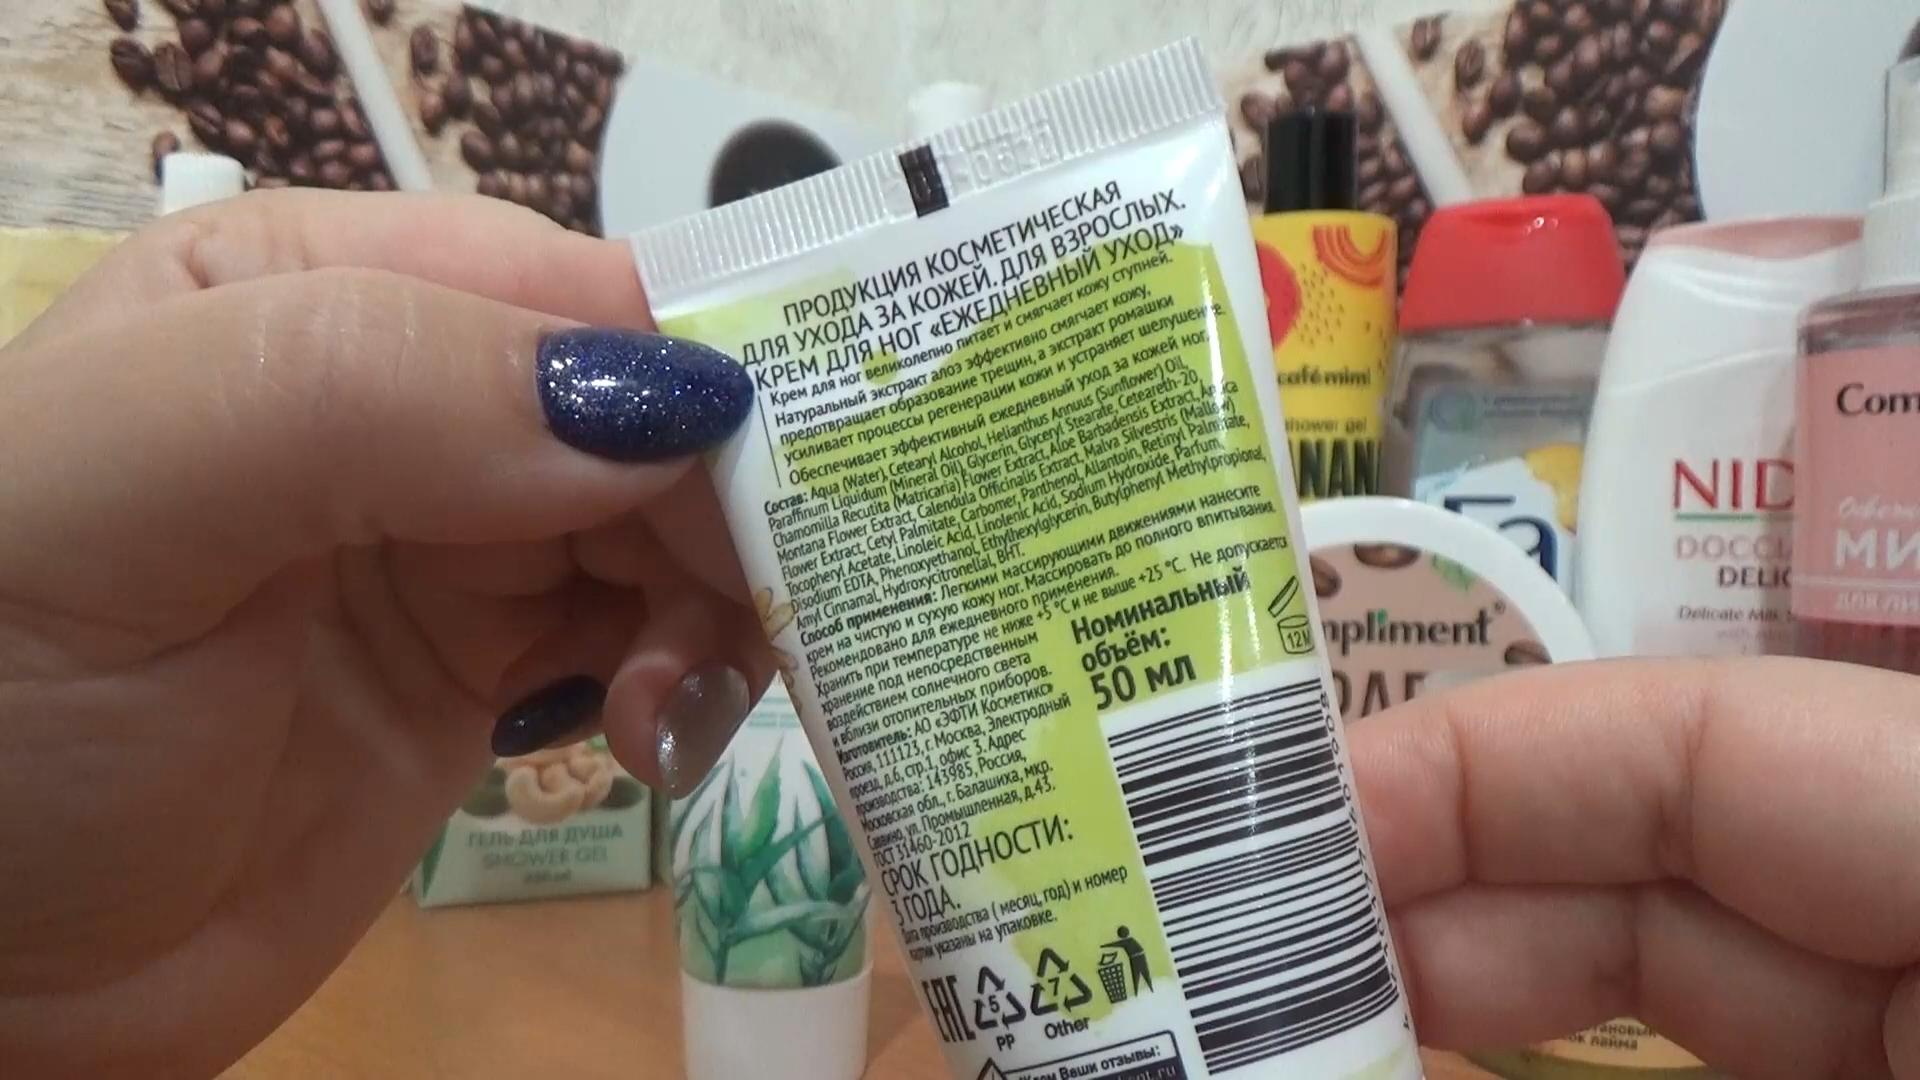 0623
ПРОДУКЦИЯ КОСМЕТИЧЕСКАЯ
ДЛЯ УХОДА ЗА КОЖЕЙ. ДЛЯ ВЗРОСЛЫХ.
КРЕМ ДЛЯ НОГ «ЕЖЕДНЕВНЫЙ УХОД»
Крем для ног великолепно питает и смягчает кожу ступней.
Натуральный экстракт алоэ эффективно смягчает кожу,
предотвращает образование трещин, а экстракт ромашки
усиливает процессы регенерации кожи и устраняет шелушение.
Обеспечивает эффективный ежедневный уход за кожей ног.
Состав: Aqua (Water), Cetearyl Alcohol, Helianthus Annuus (Sunflower) Oil,
Paraffinum Liquidum (Mineral Oil), Glycerin, Glyceryl Stearate, Ceteareth-20,
Chamomilla Recutita (Matricaria) Flower Extract, Aloe Barbadensis Extract, Arnica
Montana Flower Extract, Calendula Officinalis Extract, Malva Silvestris (Mallow)
Flower Extract, Cetyl Palmitate, Carbomer, Panthenol, Allantoin, Retinyl Palmitate,
Tocopheryl Acetate, Linoleic Acid, Linolenic Acid, Sodium Hydroxide, Parfum,
Disodium EDTA, Phenoxyethanol, Ethylhexylglycerin, Butylphenyl Methylpropional,
Amyl Cinnamal, Hydroxycitronellal, BHT.
Способ применения: Легкими массирующими движениями нанесите
крем на чистую и сухую кожу ног. Массировать до полного впитывания.
Рекомендовано для ежедневного применения.
Хранить при температуре не ниже +5 °С и не выше +25 °С. Не допускается
хранение под непосредственным
воздействием солнечного света
и вблизи отопительных приборов.
Изготовитель: АО «ЭФТИ Косметикс»
Россия, 111123, г. Москва, Электродный
проезд, д.6, стр.1, офис 3. Адрес
производства: 143985, Россия,
Московская обл., г. Балашиха, мкр.
Саввино, ул. Промышленная, д.43.
ГОСТ 31460-2012
СРОК ГОДНОСТИ:
3 ГОДА.
Дата производства (месяц, год) и номер
партии указаны на упаковке.
Номинальный
объём:
50 мл
12M
EAC
5
PP
7
Other
Ждем Ваши отзывы:
ГЕЛЬ ДЛЯ ДУША
SHOWER GEL
café mimi
shower gel
Fa
NID
DOCCIA
Delicate Milk
Com
МИ